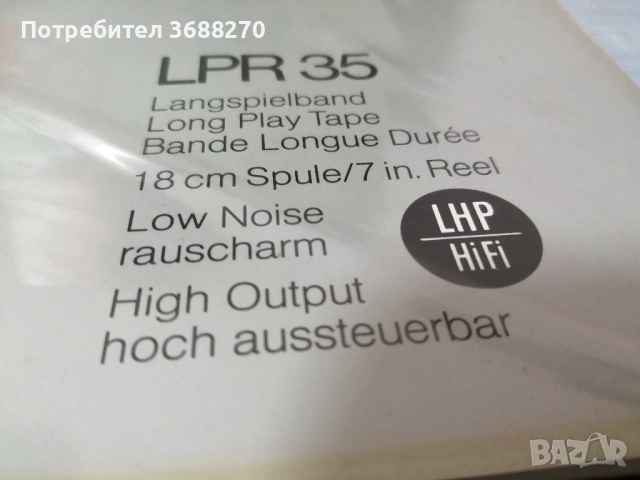 Потребител 3688270
LPR 35
Langspielband
Long Play Tape
Bande Longue Durée
18 cm Spule/7 in. Reel
Low Noise
rauscharm
LHP
HiFi
High Output
hoch aussteuerbar
BAZAR